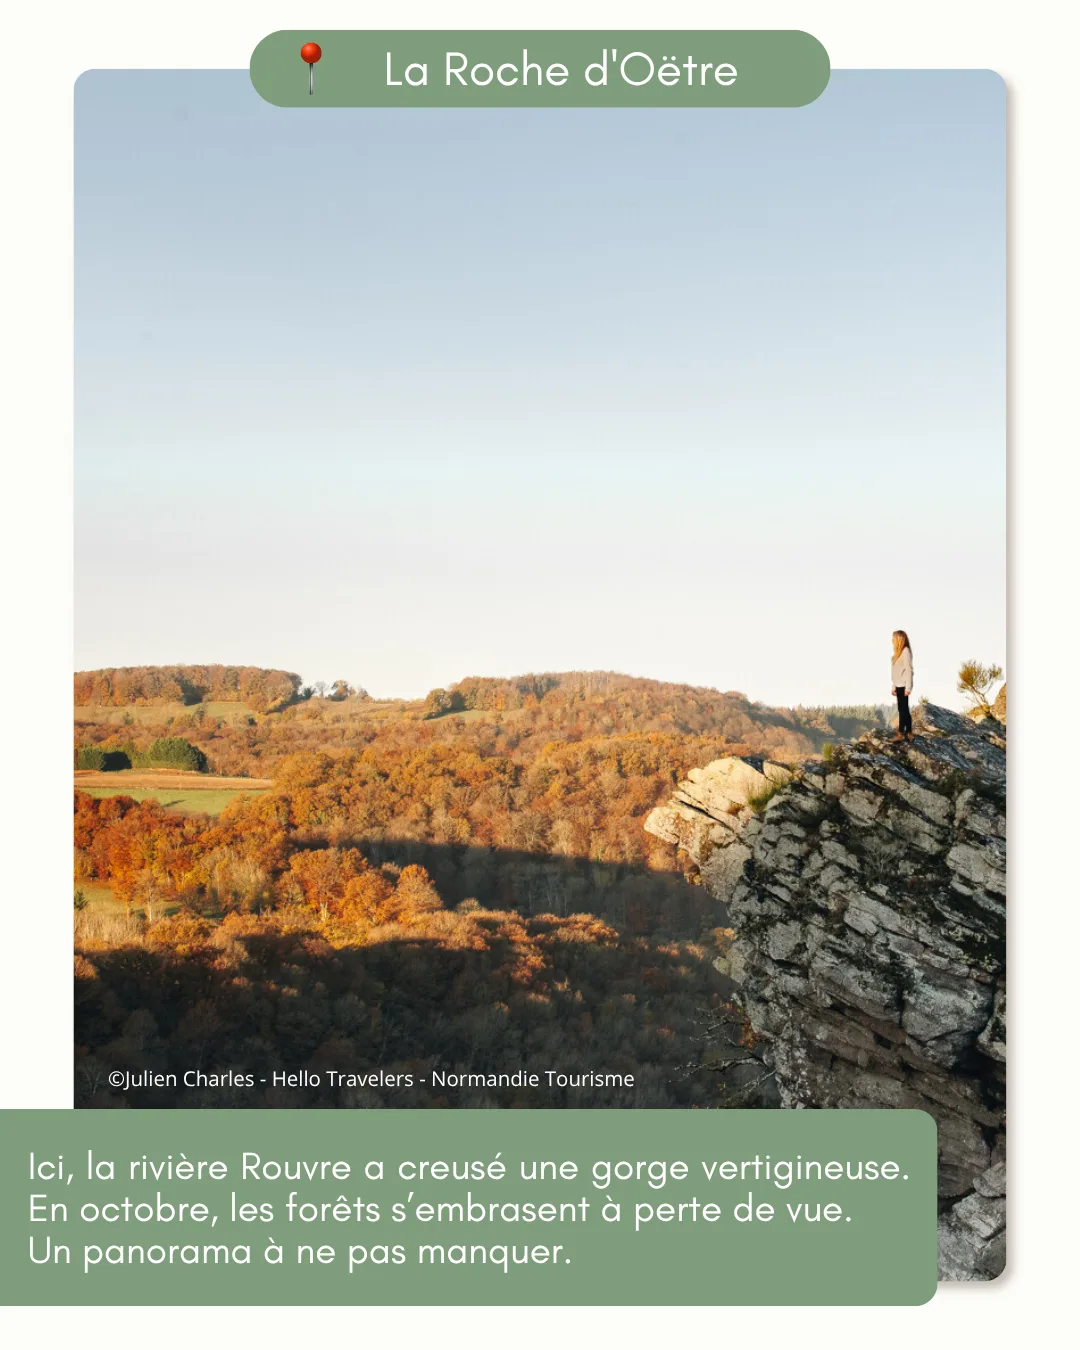 La Roche d'Oëtre
©Julien Charles - Hello Travelers - Normandie Tourisme
Ici, la rivière Rouvre a creusé une gorge vertigineuse.
En octobre, les forêts s’embrasent à perte de vue.
Un panorama à ne pas manquer.